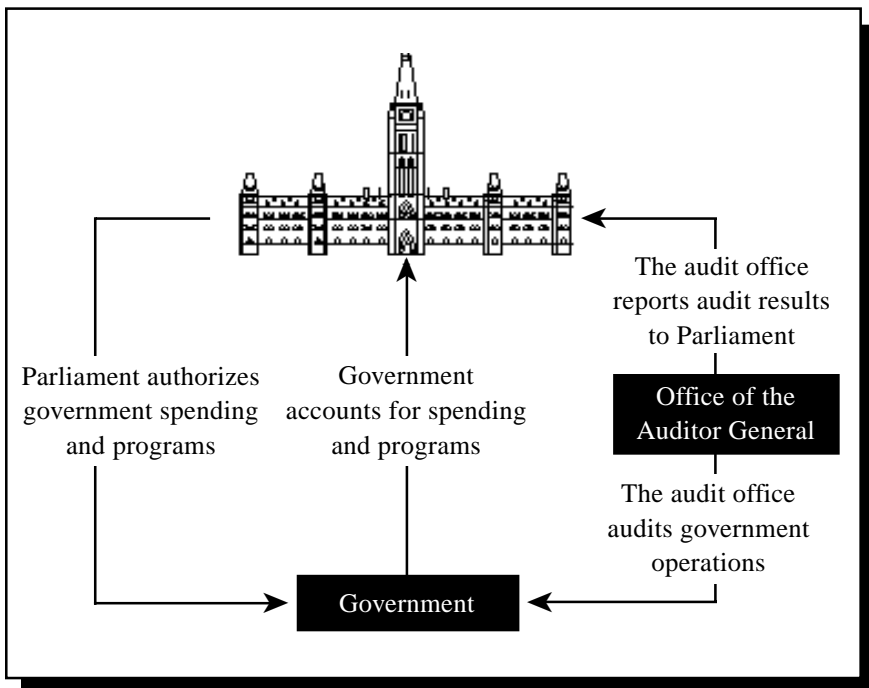 The audit office
reports audit results
to Parliament
Parliament authorizes
government spending
and programs
Government
accounts for spending
and programs
Office of the
Auditor General
The audit office
audits government
operations
Government